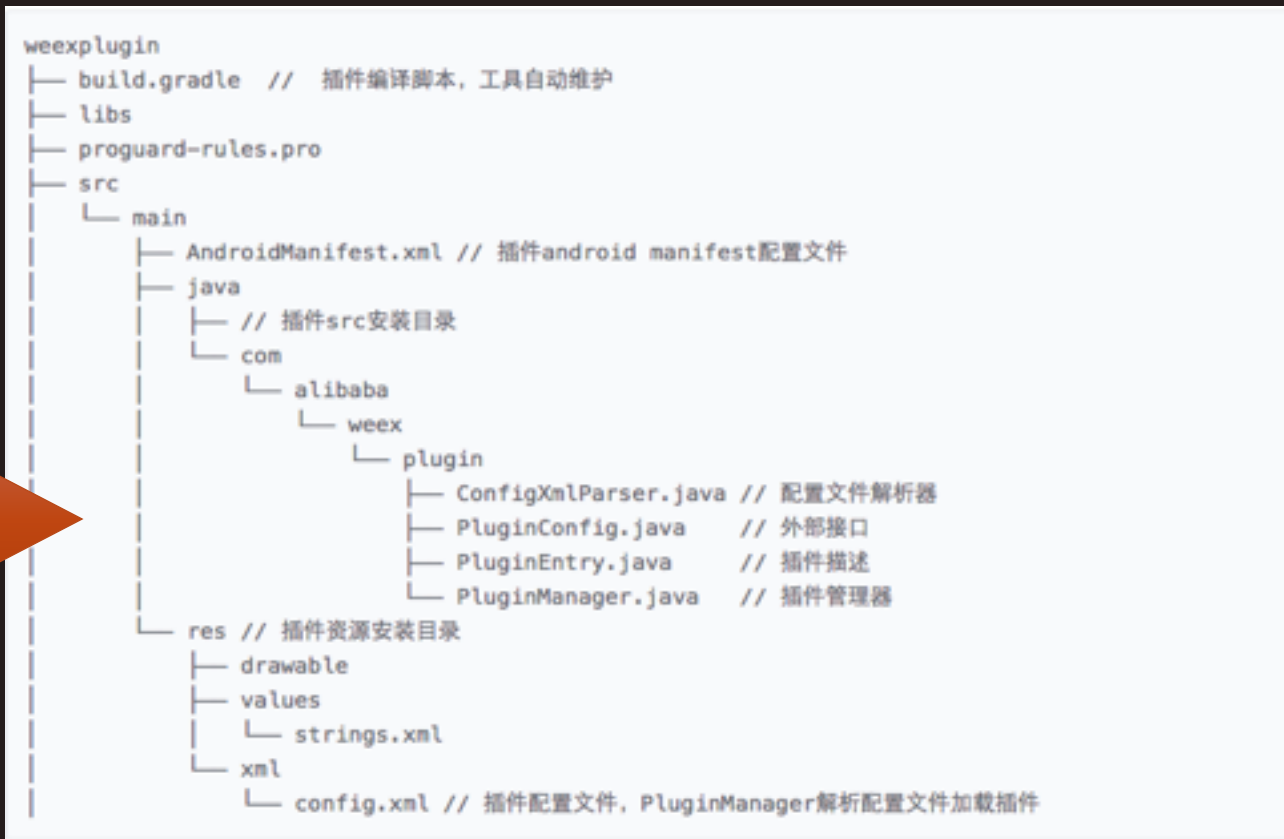 weexplugin
├── build.gradle  //  插件编译脚本，工具自动维护
├── libs
├── proguard-rules.pro
├── src
│   └── main
│       ├── AndroidManifest.xml // 插件android manifest配置文件
│       ├── java
│       │   ├── // 插件src安装目录
│       │   └── com
│       │       └── alibaba
│       │           └── weex
│       │               └── plugin
│       │                   ├── ConfigXmlParser.java // 配置文件解析器
│       │                   ├── PluginConfig.java    // 外部接口
│       │                   ├── PluginEntry.java     // 插件描述
│       │                   └── PluginManager.java   // 插件管理器
│       └── res // 插件资源安装目录
│           ├── drawable
│           ├── values
│           │   └── strings.xml
│           └── xml
│               └── config.xml // 插件配置文件，PluginManager解析配置文件加载插件